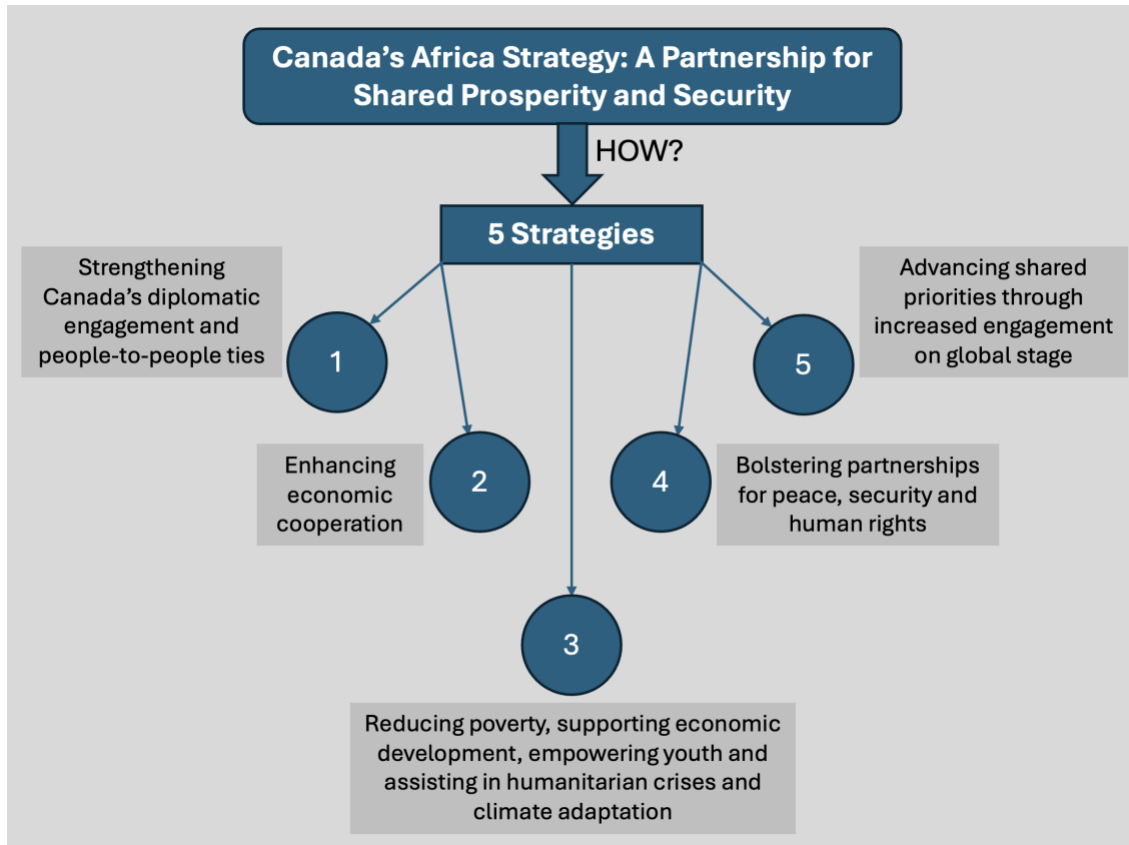 Canada's Africa Strategy: A Partnership for
Shared Prosperity and Security
HOW?
5 Strategies
Strengthening
Canada's diplomatic
engagement and
people-to-people ties
1
Enhancing
economic
cooperation
2
3
Reducing poverty, supporting economic
development, empowering youth and
assisting in humanitarian crises and
climate adaptation
4
Bolstering partnerships
for peace, security and
human rights
5
Advancing shared
priorities through
increased engagement
on global stage